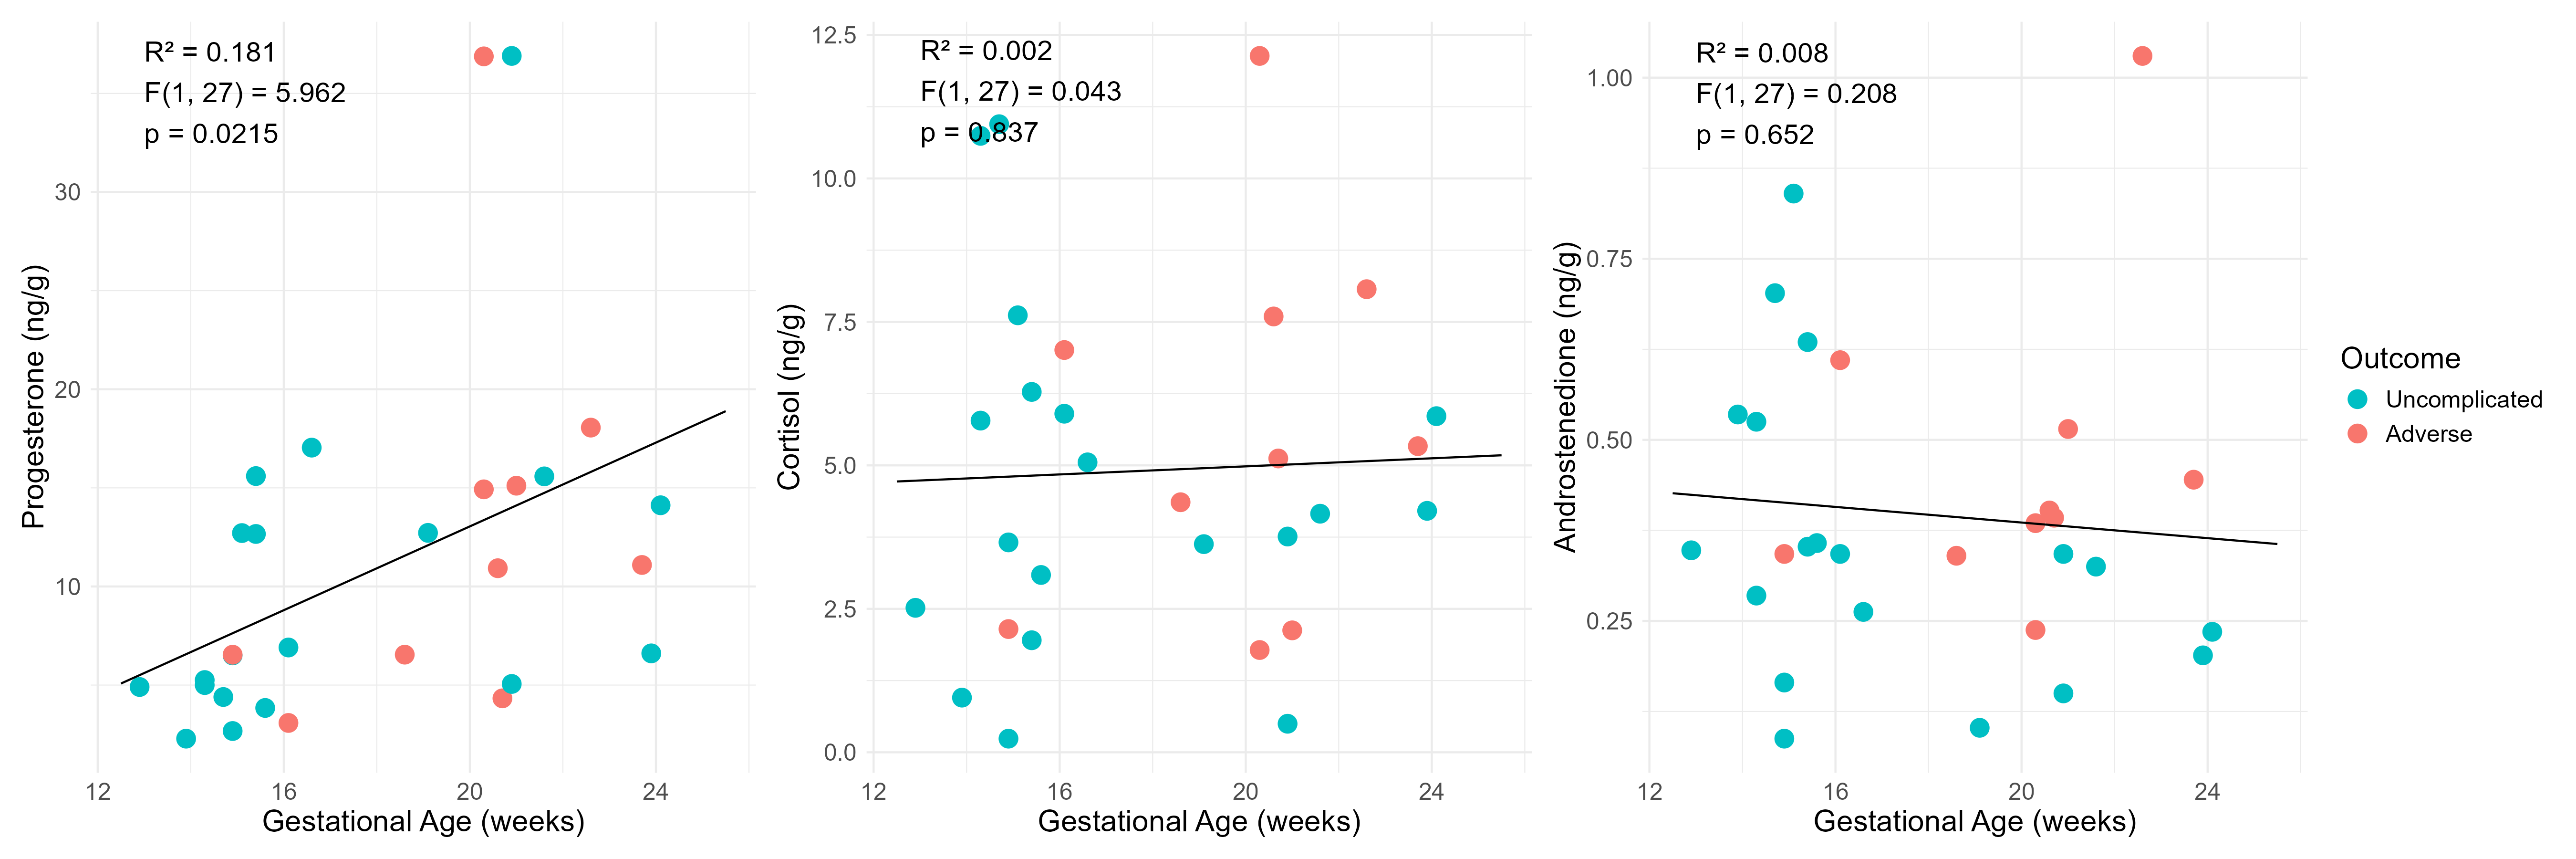 R² = 0.181
F(1, 27) = 5.962
p = 0.0215
30
20
10
12 16 20 24
Progesterone (ng/g)
Gestational Age (weeks)
R² = 0.002
F(1, 27) = 0.043
p = 0.837
12.5
10.0
7.5
5.0
2.5
0.0
12 16 20 24
Cortisol (ng/g)
Gestational Age (weeks)
R² = 0.008
F(1, 27) = 0.208
p = 0.652
1.00
0.75
0.50
0.25
12 16 20 24
Androstenedione (ng/g)
Gestational Age (weeks)
Outcome
Uncomplicated
Adverse